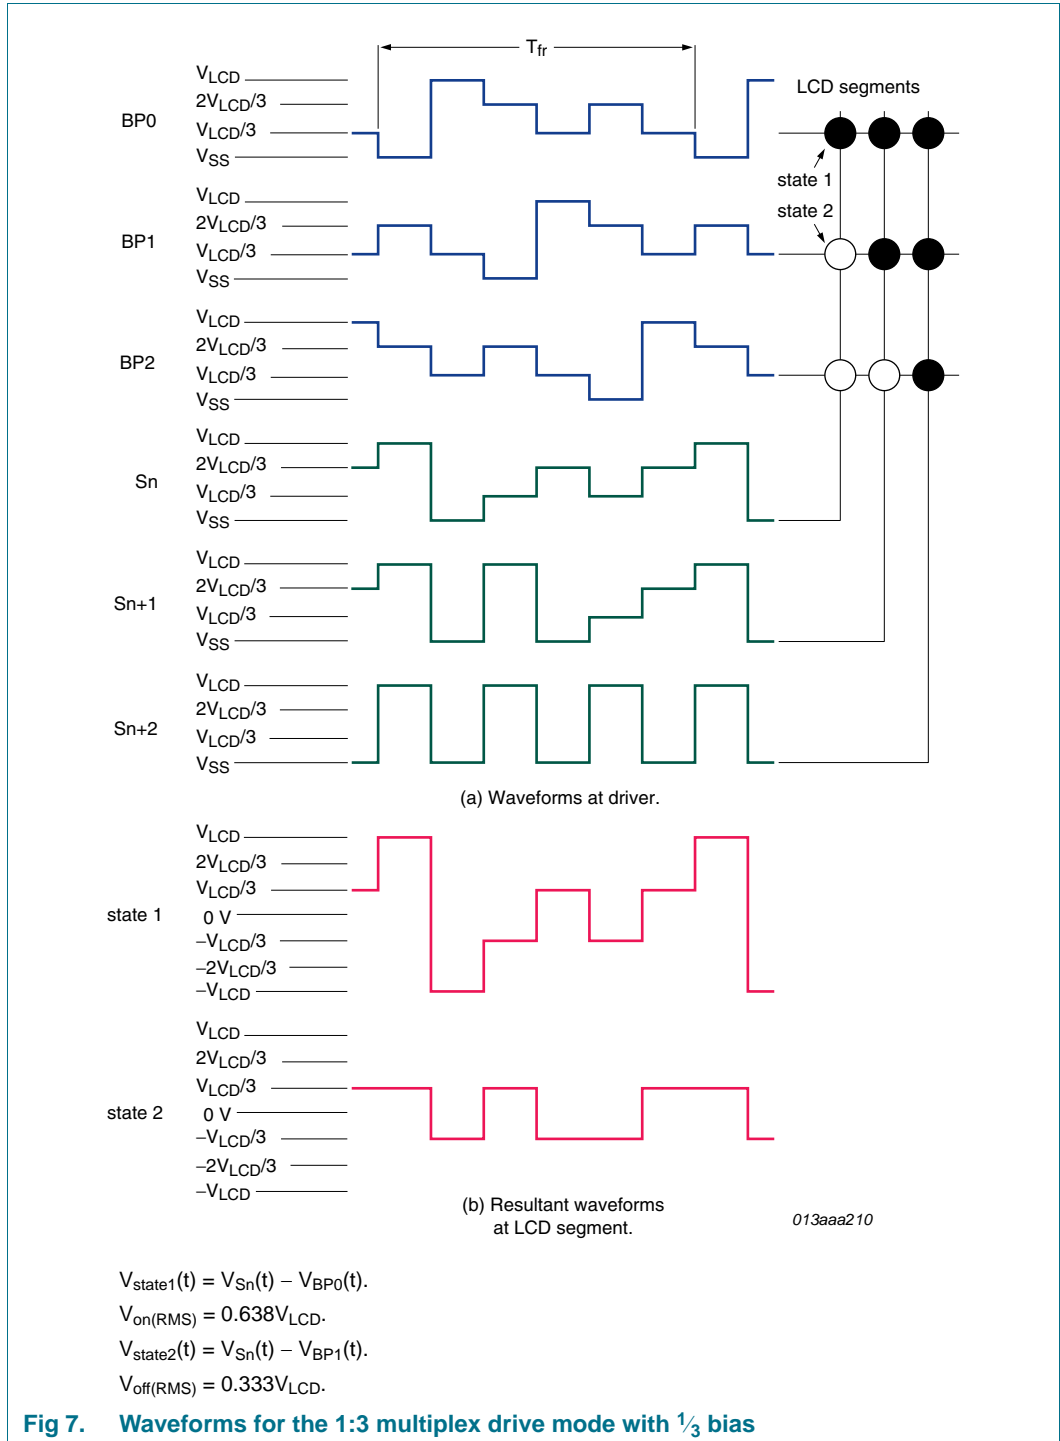 Tfr
VLCD
2VLCD/3
BP0
VLCD/3
VSS
LCD segments
state 1
state 2
VLCD
2VLCD/3
BP1
VLCD/3
VSS
VLCD
2VLCD/3
BP2
VLCD/3
VSS
VLCD
2VLCD/3
Sn
VLCD/3
VSS
VLCD
2VLCD/3
Sn+1
VLCD/3
VSS
VLCD
2VLCD/3
Sn+2
VLCD/3
VSS
(a) Waveforms at driver.
VLCD
2VLCD/3
VLCD/3
state 1
0 V
−VLCD/3
−2VLCD/3
−VLCD
VLCD
2VLCD/3
VLCD/3
state 2
0 V
−VLCD/3
−2VLCD/3
−VLCD
(b) Resultant waveforms
at LCD segment.
013aaa210
Vstate1(t) = VSn(t) − VBP0(t).
Von(RMS) = 0.638VLCD.
Vstate2(t) = VSn(t) − VBP1(t).
Voff(RMS) = 0.333VLCD.
Fig 7. Waveforms for the 1:3 multiplex drive mode with 1⁄3 bias